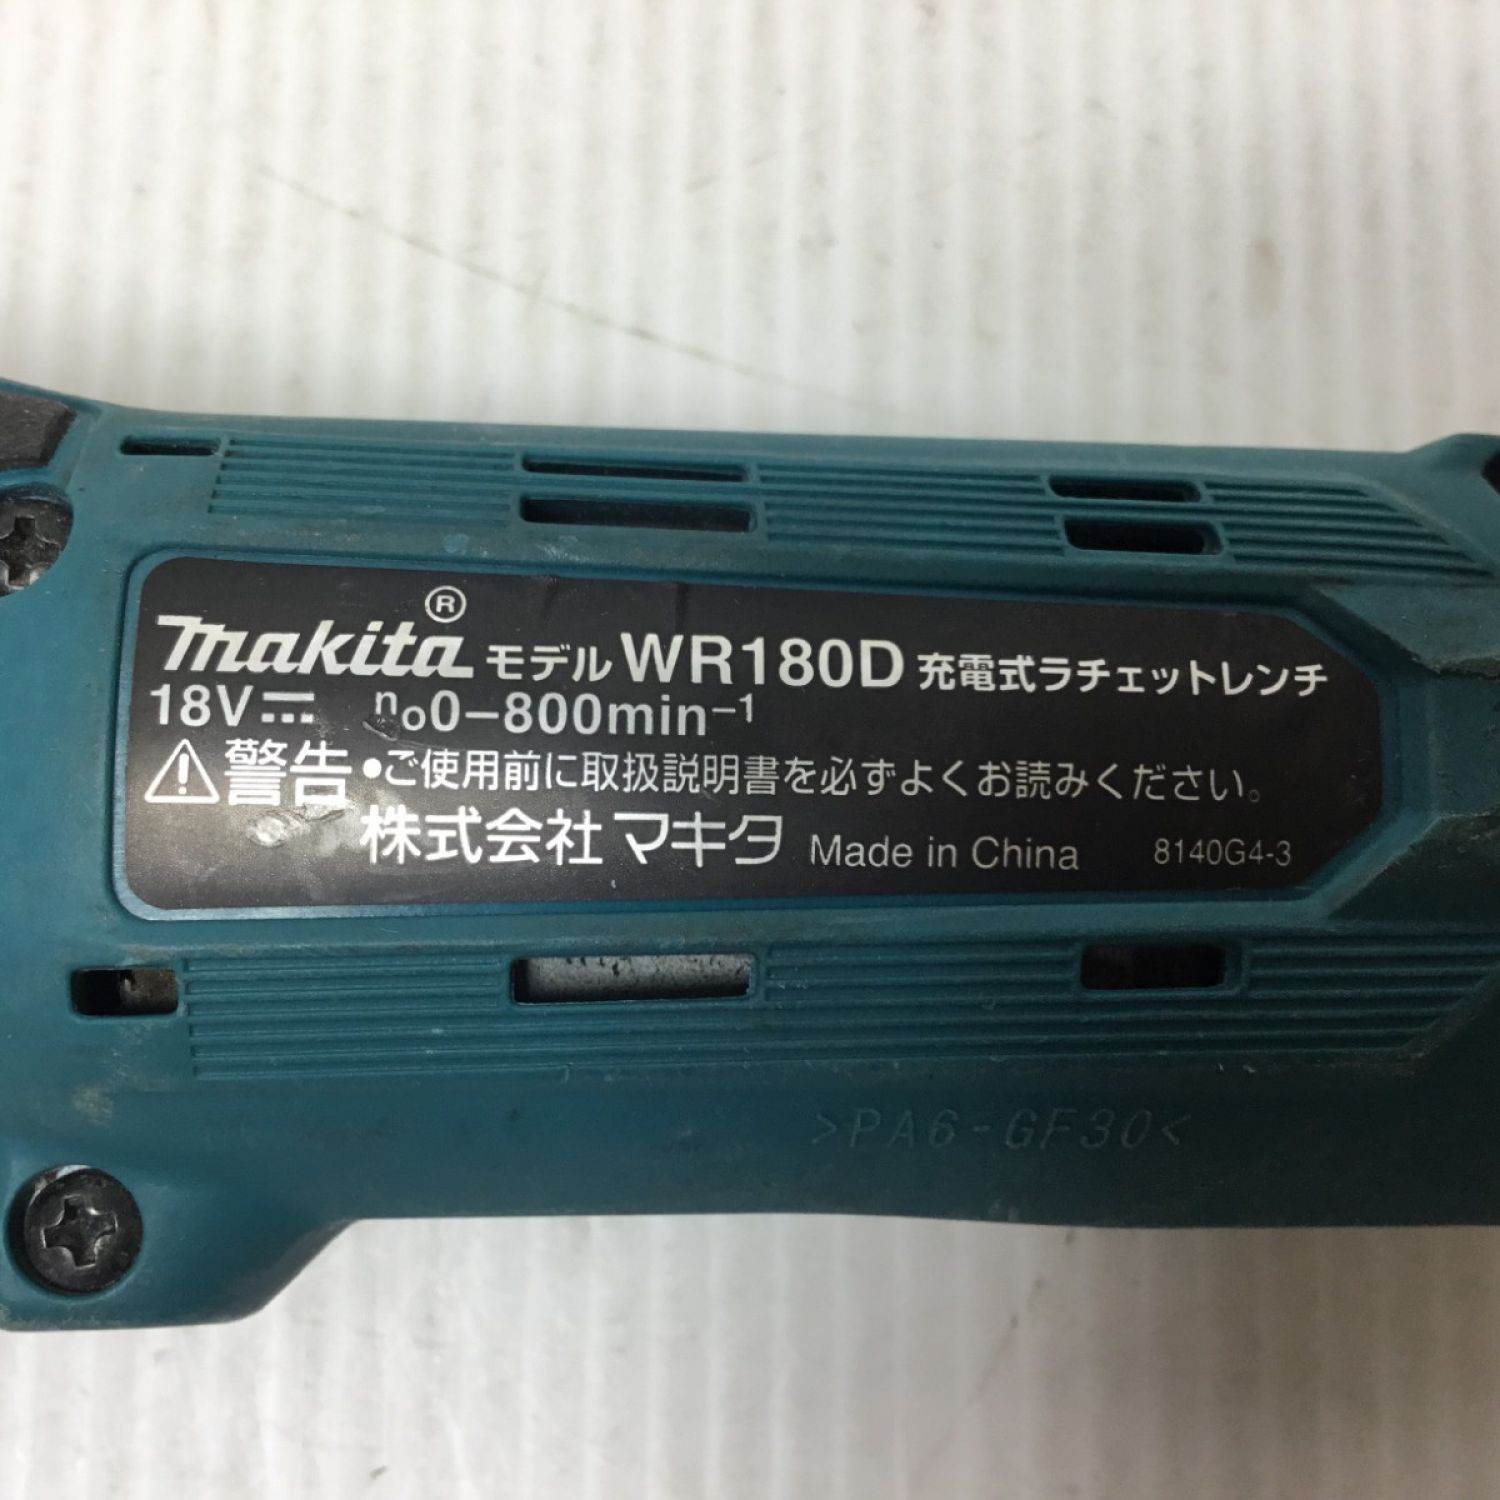 makita® モデル WR180D 充電式ラチェットレンチ
18V⎓ no0–800min⁻¹
⚠警告 •ご使用前に取扱説明書を必ずよくお読みください。
株式会社 マキタ Made in China 8140G4-3
>PA6-GF30<